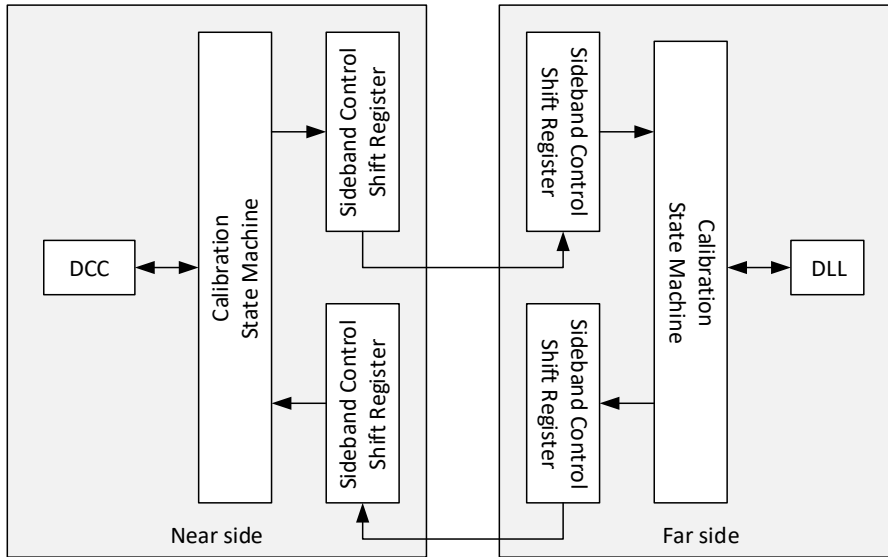 DCC
Calibration
State Machine
Sideband Control
Shift Register
Sideband Control
Shift Register
Near side
Sideband Control
Shift Register
Sideband Control
Shift Register
Calibration
State Machine
DLL
Far side